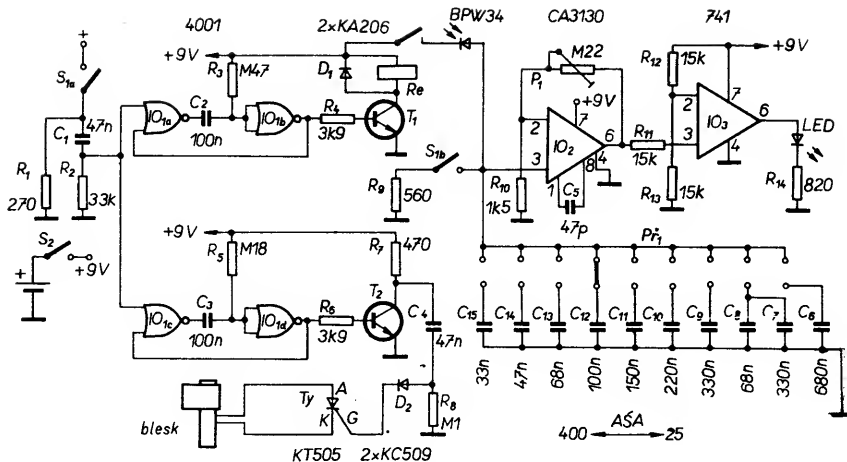 4001 2xKA206 BPW34 CA3130 741
+ +9V M22 +9V
S1a R3 M47 D1 Re P1 R12 15k
C1 47n IO1a C2 IO1b R4 T1 +9V
100n 3k9 2 7 IO2 6 R11 2 7 IO3 6 LED
R1 R2 S1b 3 8 4 15k 3 4
270 33k R9 560 R10 1 C5 R13 15k R14 820
1k5 47p
S2 +9V R7 470 Př1
+ +9V R5 M18
T2
IO1c C3 IO1d R6 C4 C15 C14 C13 C12 C11 C10 C9 C8 C7 C6
100n 3k9 47n 33n 47n 68n 100n 150n 220n 330n 68n 330n 680n
Ty A D2 R8
K G M1
blesk 400 AŠA 25
KT505 2xKC509